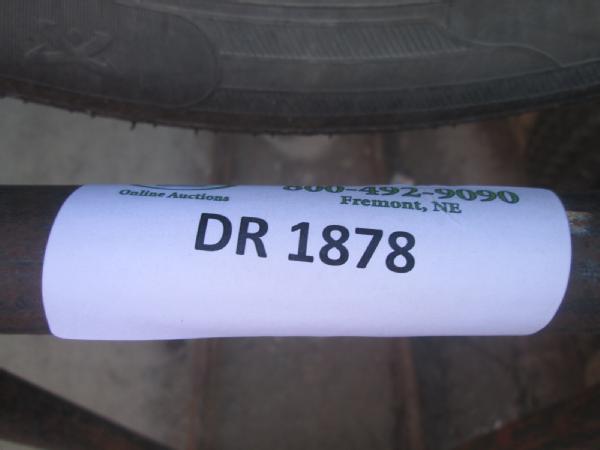 800-492-9090
Online Auctions
Fremont, NE
DR 1878